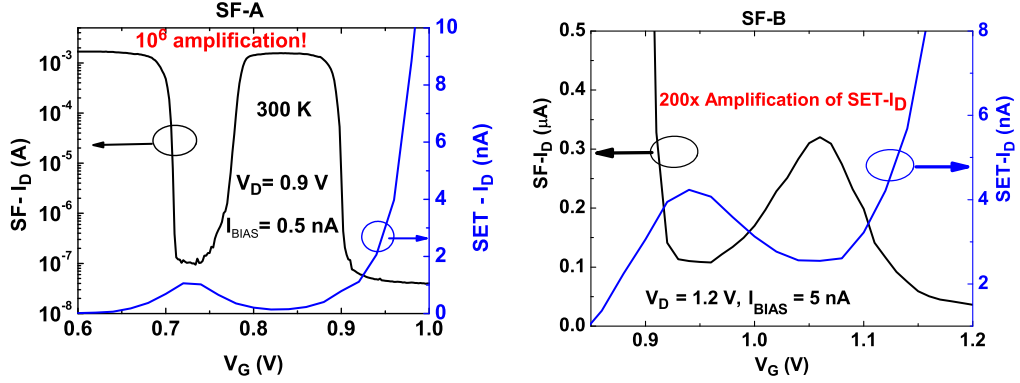 SF-A
10⁶ amplification!
300 K
V_D= 0.9 V
I_BIAS = 0.5 nA
10⁻³
10⁻⁴
10⁻⁵
10⁻⁶
10⁻⁷
10⁻⁸
SF- I_D (A)
0.6
0.7
0.8
0.9
1.0
V_G (V)
10
8
6
4
2
0
SET - I_D (nA)
SF-B
200x Amplification of SET-I_D
V_D = 1.2 V, I_BIAS = 5 nA
0.5
0.4
0.3
0.2
0.1
0.0
SF-I_D (μA)
0.9
1.0
1.1
1.2
V_G (V)
8
6
4
2
SET-I_D (nA)